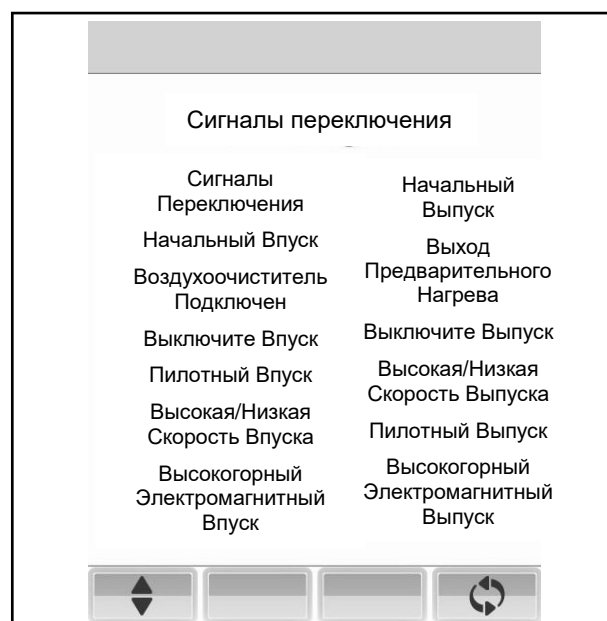 Сигналы переключения
Сигналы
Переключения
Начальный Впуск
Воздухоочиститель
Подключен
Выключите Впуск
Пилотный Впуск
Высокая/Низкая
Скорость Впуска
Высокогорный
Электромагнитный
Впуск
Начальный
Выпуск
Выход
Предварительного
Нагрева
Выключите Выпуск
Высокая/Низкая
Скорость Выпуска
Пилотный Выпуск
Высокогорный
Электромагнитный
Выпуск